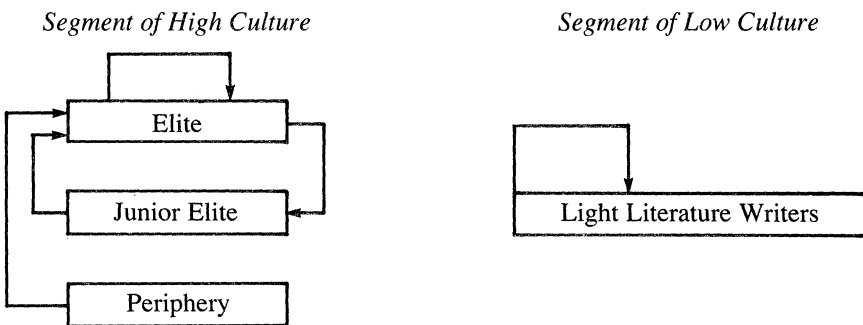 Segment of High Culture
Segment of Low Culture
Elite
Junior Elite
Light Literature Writers
Periphery